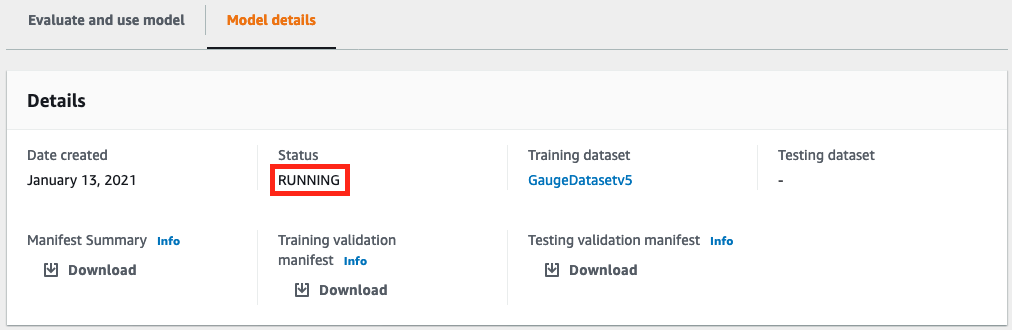 Evaluate and use model
Model details
Details
Date created
January 13, 2021
Status
RUNNING
Training dataset
GaugeDatasetv5
Testing dataset
-
Manifest Summary Info
Download
Training validation
manifest Info
Download
Testing validation manifest Info
Download